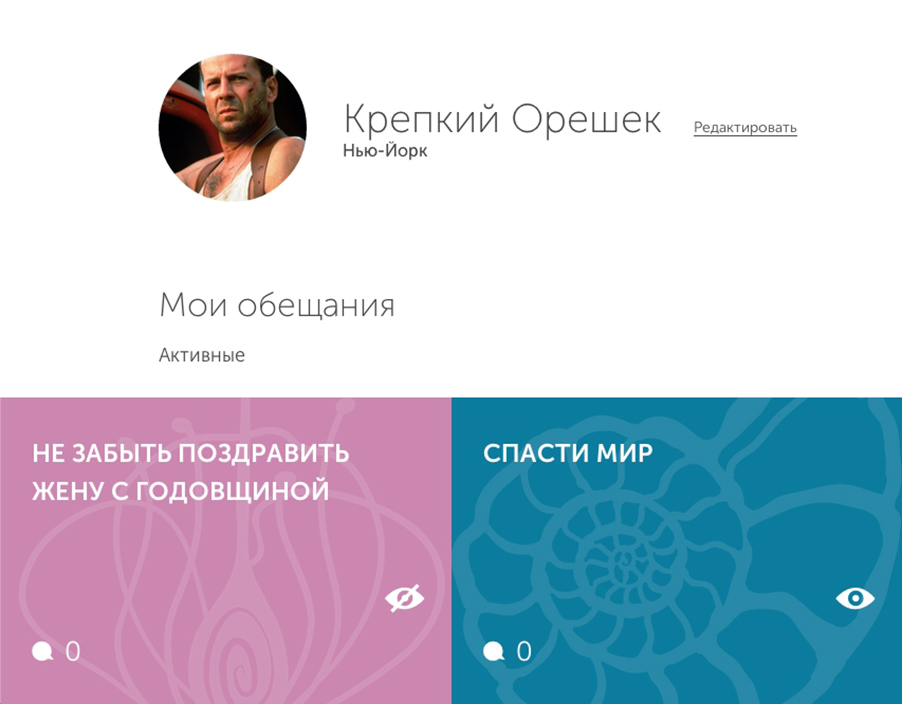 Крепкий Орешек
Редактировать
Нью-Йорк
Мои обещания
Активные
НЕ ЗАБЫТЬ ПОЗДРАВИТЬ
ЖЕНУ С ГОДОВЩИНОЙ
0
СПАСТИ МИР
0